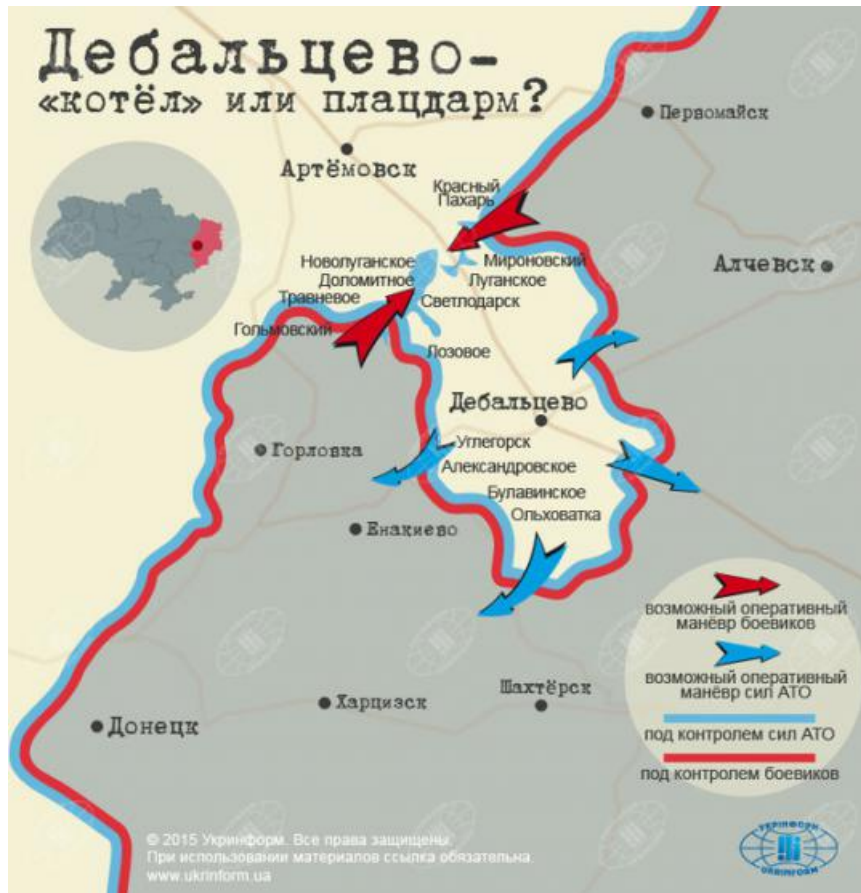 Дебальцево-
«котёл» или плацдарм?
Первомайск
Артёмовск
Красный
Пахарь
Новолуганское
Мироновский
Алчевск
Доломитное
Луганское
Травневое
Светлодарск
Гольмовский
Лозовое
Дебальцево
Углегорск
Горловка
Александровское
Булавинское
Ольховатка
Енакиево
возможный оперативный
манёвр боевиков
возможный оперативный
манёвр сил АТО
Шахтёрск
Харцизск
Донецк
под контролем сил АТО
под контролем боевиков
© 2015 Укринформ. Все права защищены.
При использовании материалов ссылка обязательна.
www.ukrinform.ua
УКРІНФОРМ
UKRINFORM